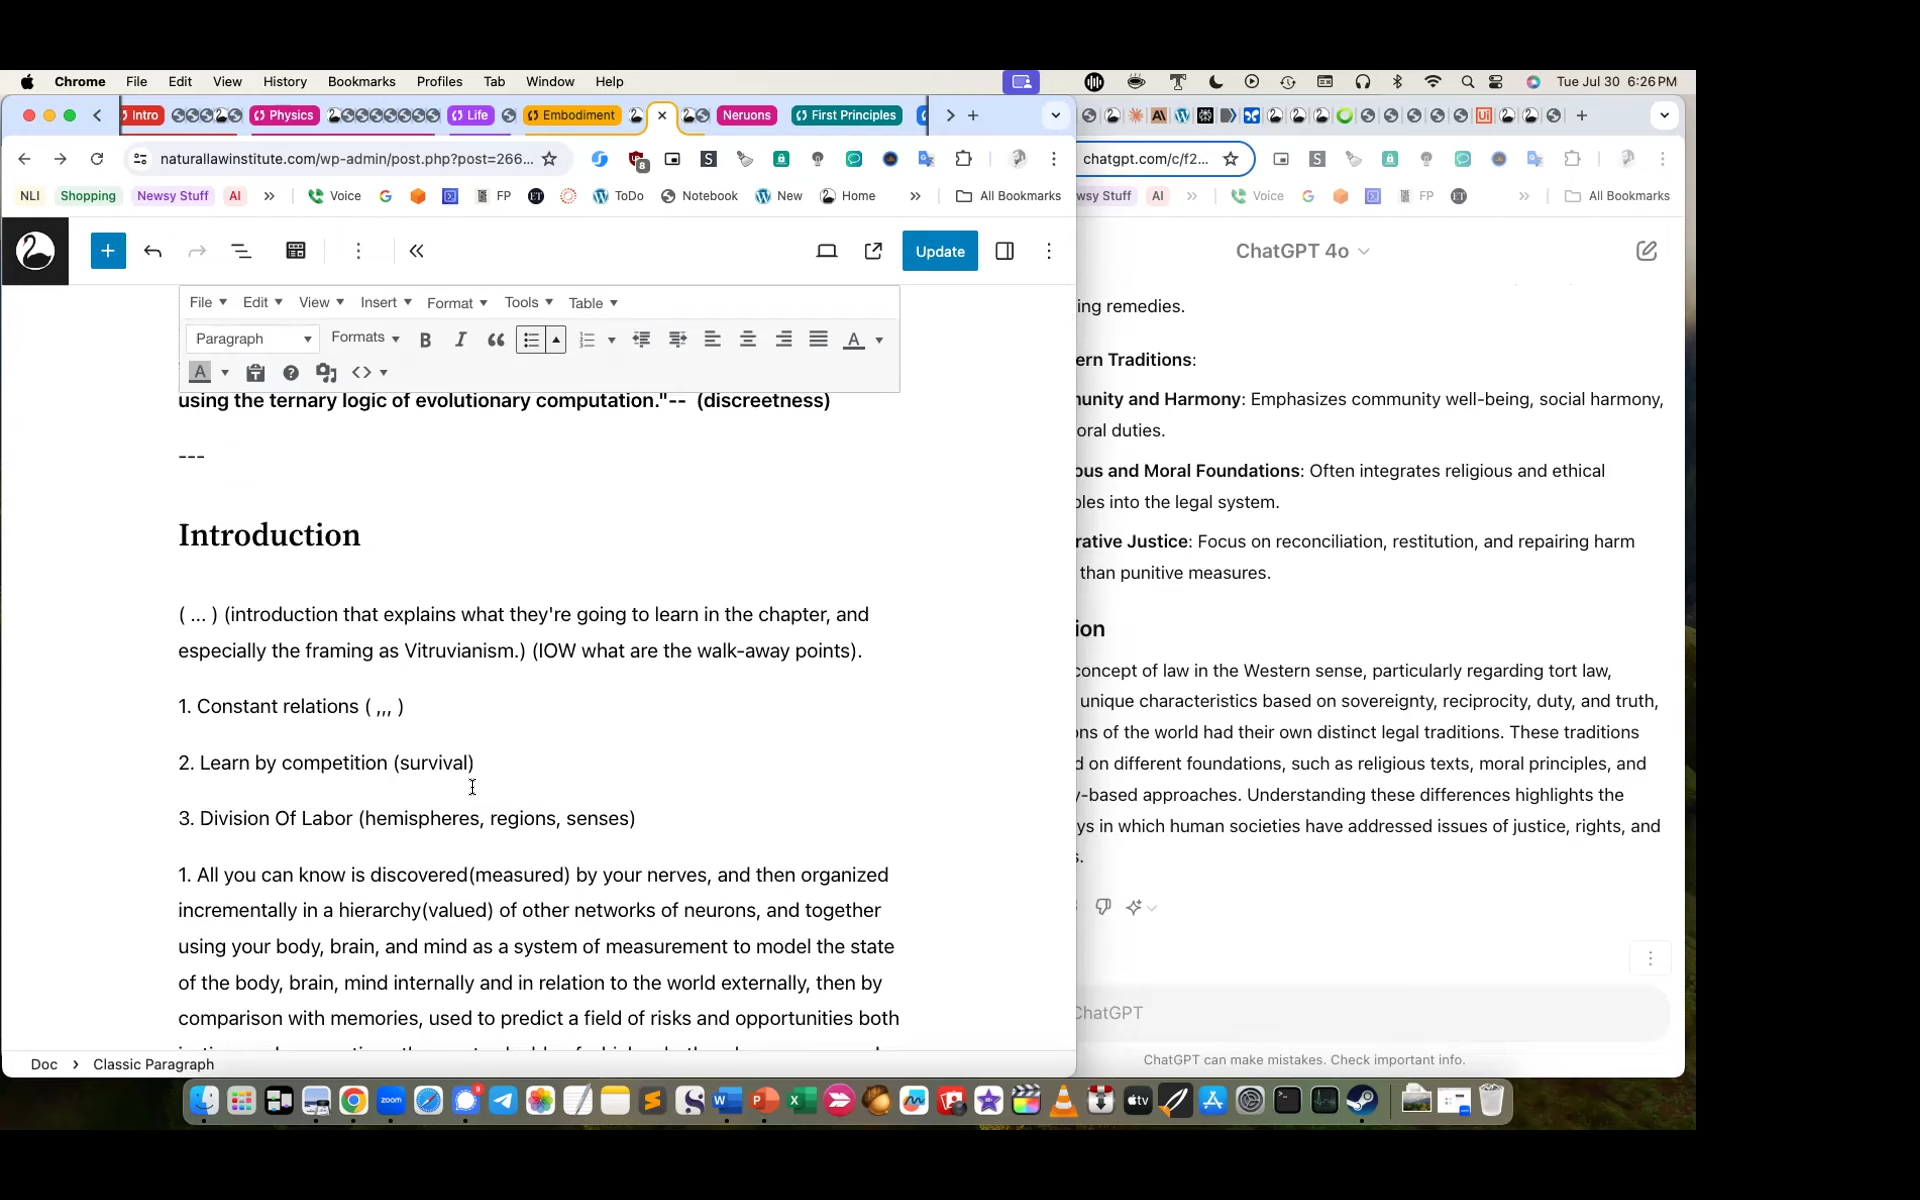 Chrome File Edit View History Bookmarks Profiles Tab Window Help
Tue Jul 30 6:26 PM
Intro Physics Life Embodiment Neruons First Principles
naturallawinstitute.com/wp-admin/post.php?post=266...
8
NLI Shopping Newsy Stuff AI Voice FP ToDo Notebook New Home All Bookmarks
Update
File Edit View Insert Format Tools Table
Paragraph Formats
using the ternary logic of evolutionary computation."-- (discreetness)
---
Introduction
( ... ) (introduction that explains what they're going to learn in the chapter, and
especially the framing as Vitruvianism.) (IOW what are the walk-away points).
1. Constant relations ( ,,, )
2. Learn by competition (survival)
3. Division Of Labor (hemispheres, regions, senses)
1. All you can know is discovered(measured) by your nerves, and then organized
incrementally in a hierarchy(valued) of other networks of neurons, and together
using your body, brain, and mind as a system of measurement to model the state
of the body, brain, mind internally and in relation to the world externally, then by
comparison with memories, used to predict a field of risks and opportunities both
Doc Classic Paragraph
chatgpt.com/c/f2...
wsy Stuff AI Voice FP All Bookmarks
ChatGPT 4o
ing remedies.
ern Traditions:
unity and Harmony: Emphasizes community well-being, social harmony,
oral duties.
ous and Moral Foundations: Often integrates religious and ethical
ples into the legal system.
rative Justice: Focus on reconciliation, restitution, and repairing harm
than punitive measures.
ion
concept of law in the Western sense, particularly regarding tort law,
unique characteristics based on sovereignty, reciprocity, duty, and truth,
ons of the world had their own distinct legal traditions. These traditions
d on different foundations, such as religious texts, moral principles, and
y-based approaches. Understanding these differences highlights the
ys in which human societies have addressed issues of justice, rights, and
s.
ChatGPT
ChatGPT can make mistakes. Check important info.
zoom tv